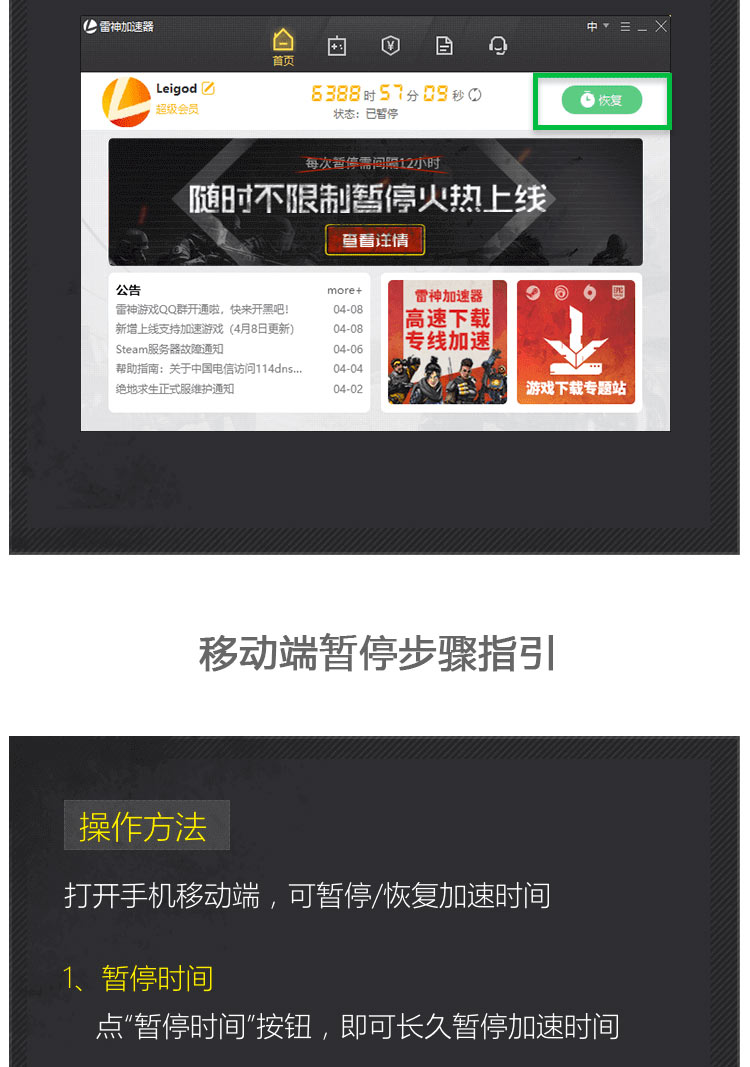 雷神加速器
中
首页
Leigod
超级会员
6388时57分09秒
状态：已暂停
恢复
每次暂停需间隔12小时
随时不限制暂停火热上线
查看详情
公告 more+
雷神游戏QQ群开通啦，快来开黑吧！ 04-08
新增上线支持加速游戏（4月8日更新） 04-08
Steam服务器故障通知 04-06
帮助指南：关于中国电信访问114dns... 04-04
绝地求生正式服维护通知 04-02
雷神加速器
高速下载
专线加速
EPIC
游戏下载专题站
移动端暂停步骤指引
操作方法
打开手机移动端，可暂停/恢复加速时间
1、暂停时间
点“暂停时间”按钮，即可长久暂停加速时间